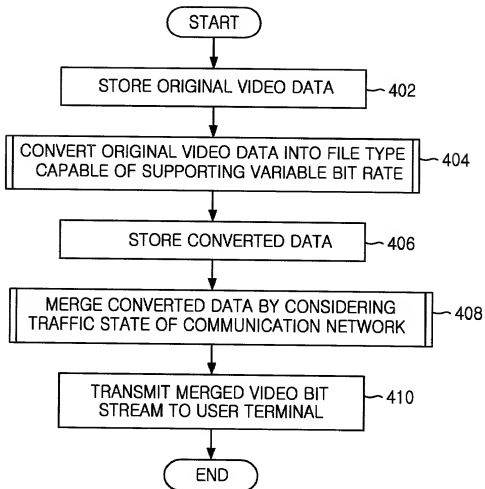 START
STORE ORIGINAL VIDEO DATA
402
CONVERT ORIGINAL VIDEO DATA INTO FILE TYPE
CAPABLE OF SUPPORTING VARIABLE BIT RATE
404
STORE CONVERTED DATA
406
MERGE CONVERTED DATA BY CONSIDERING
TRAFFIC STATE OF COMMUNICATION NETWORK
408
TRANSMIT MERGED VIDEO BIT
STREAM TO USER TERMINAL
410
END